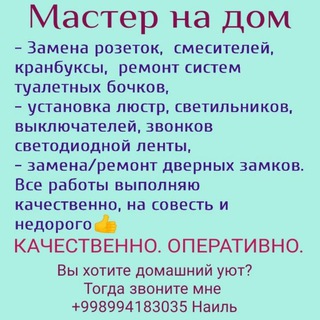 Мастер на дом
- Замена розеток, смесителей,
кранбуксы, ремонт систем
туалетных бочков,
- установка люстр, светильников,
выключателей, звонков
светодиодной ленты,
- замена/ремонт дверных замков.
Все работы выполняю
качественно, на совесть и
недорого👍
КАЧЕСТВЕННО. ОПЕРАТИВНО.
Вы хотите домашний уют?
Тогда звоните мне
+998994183035 Наиль